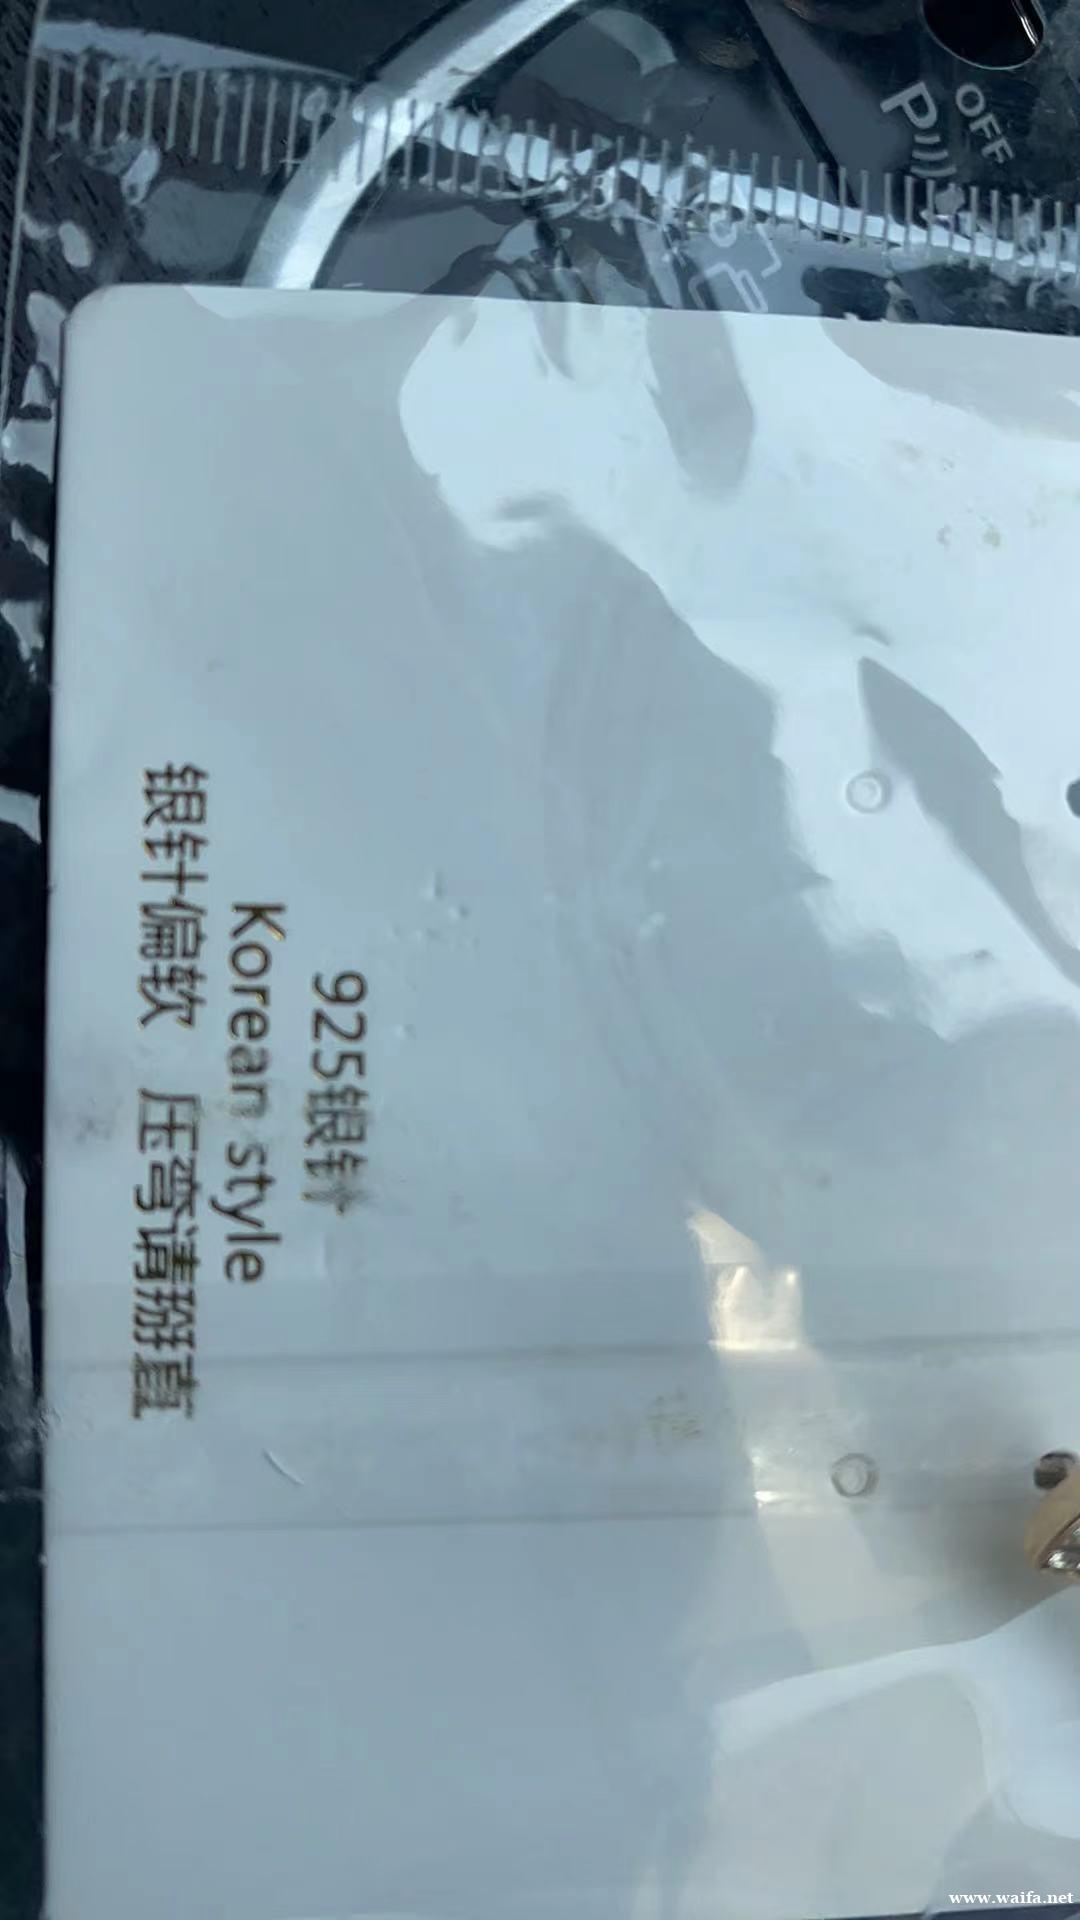 925银针
Korean style
银针偏软 压弯请掰直
OFF
P
www.waifa.net